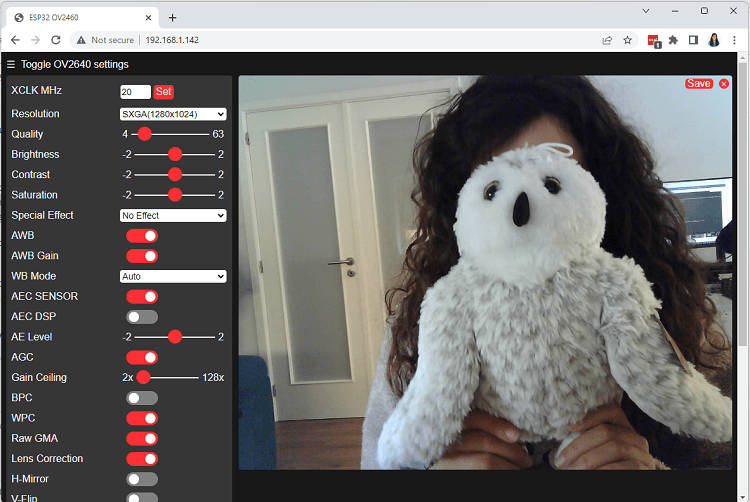 ESP32 OV2460
Not secure 192.168.1.142
1
☰ Toggle OV2640 settings
XCLK MHz 20 Set
Save
Resolution SXGA(1280x1024)
Quality 4 63
Brightness -2 2
Contrast -2 2
Saturation -2 2
Special Effect No Effect
AWB
AWB Gain
WB Mode Auto
AEC SENSOR
AEC DSP
AE Level -2 2
AGC
Gain Ceiling 2x 128x
BPC
WPC
Raw GMA
Lens Correction
H-Mirror
V-Flip